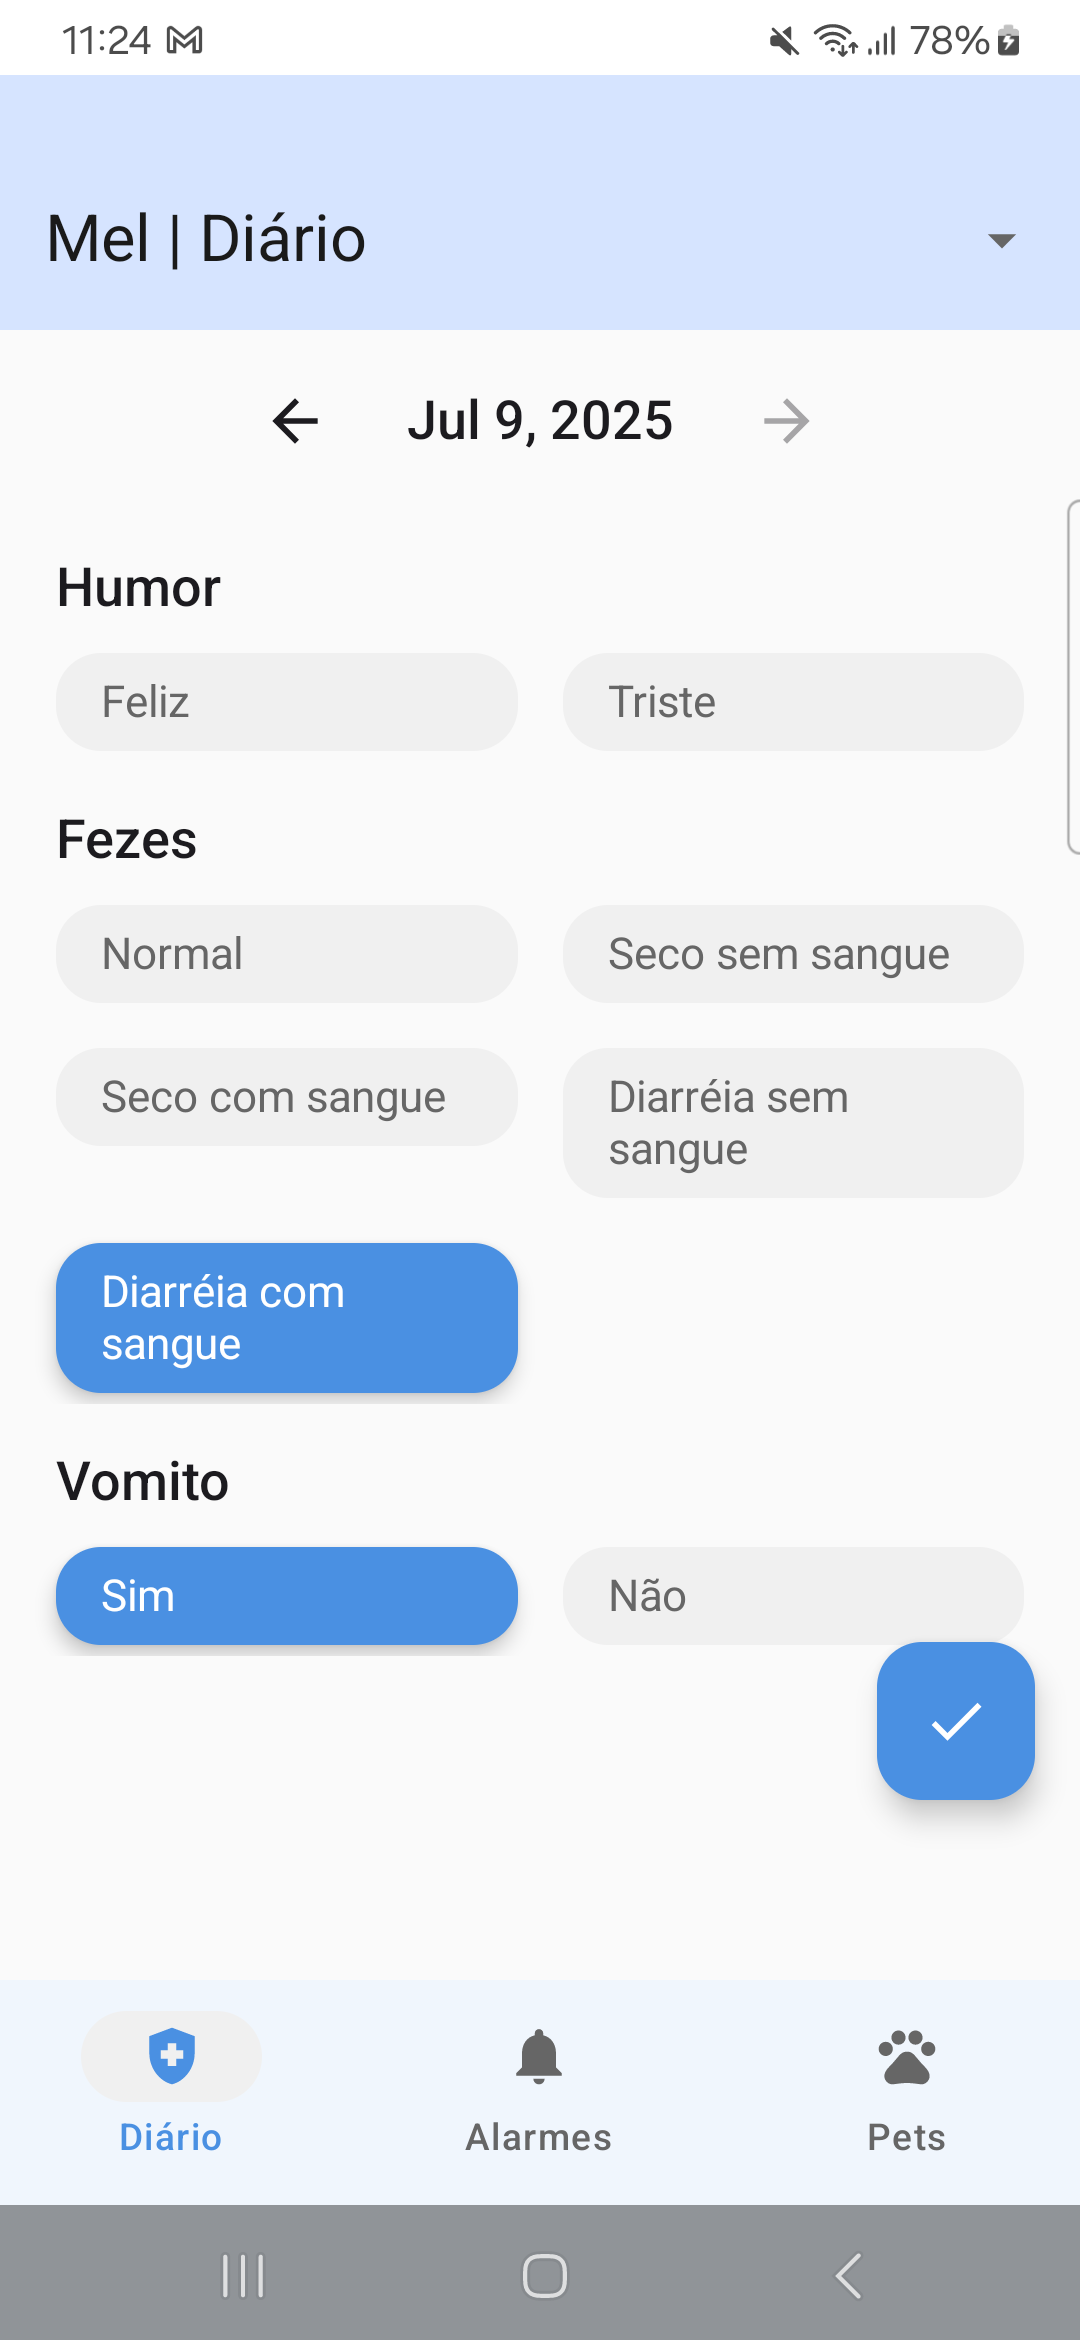 11:24 78%
Mel | Diário
Jul 9, 2025
Humor
Feliz
Triste
Fezes
Normal
Seco sem sangue
Seco com sangue
Diarréia sem
sangue
Diarréia com
sangue
Vomito
Sim
Não
Diário
Alarmes
Pets